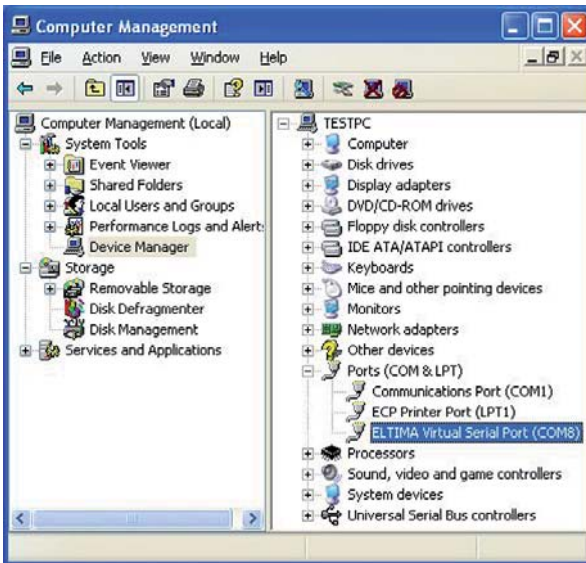 Computer Management
File Action View Window Help
Computer Management (Local)
System Tools
Event Viewer
Shared Folders
Local Users and Groups
Performance Logs and Alert:
Device Manager
Storage
Removable Storage
Disk Defragmenter
Disk Management
Services and Applications
TESTPC
Computer
Disk drives
Display adapters
DVD/CD-ROM drives
Floppy disk controllers
IDE ATA/ATAPI controllers
Keyboards
Mice and other pointing devices
Monitors
Network adapters
Other devices
Ports (COM & LPT)
Communications Port (COM1)
ECP Printer Port (LPT1)
ELTIMA Virtual Serial Port (COM8)
Processors
Sound, video and game controllers
System devices
Universal Serial Bus controllers